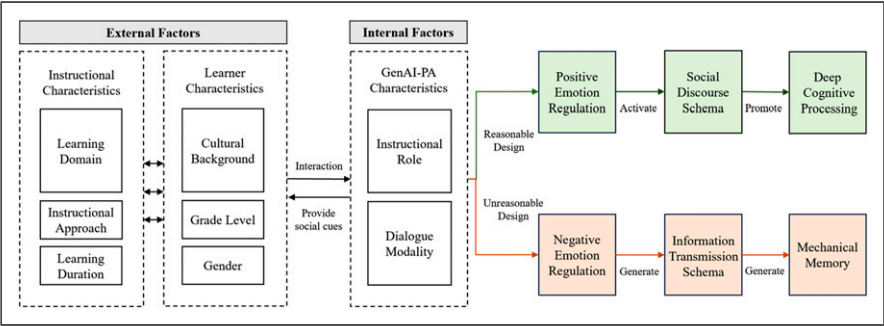 External Factors
Internal Factors
Instructional
Characteristics
Learning
Domain
Instructional
Approach
Learning
Duration
Learner
Characteristics
Cultural
Background
Grade Level
Gender
Interaction
Provide
social cues
GenAI-PA
Characteristics
Instructional
Role
Dialogue
Modality
Reasonable
Design
Positive
Emotion
Regulation
Activate
Social
Discourse
Schema
Promote
Deep
Cognitive
Processing
Unreasonable
Design
Negative
Emotion
Regulation
Generate
Information
Transmission
Schema
Generate
Mechanical
Memory